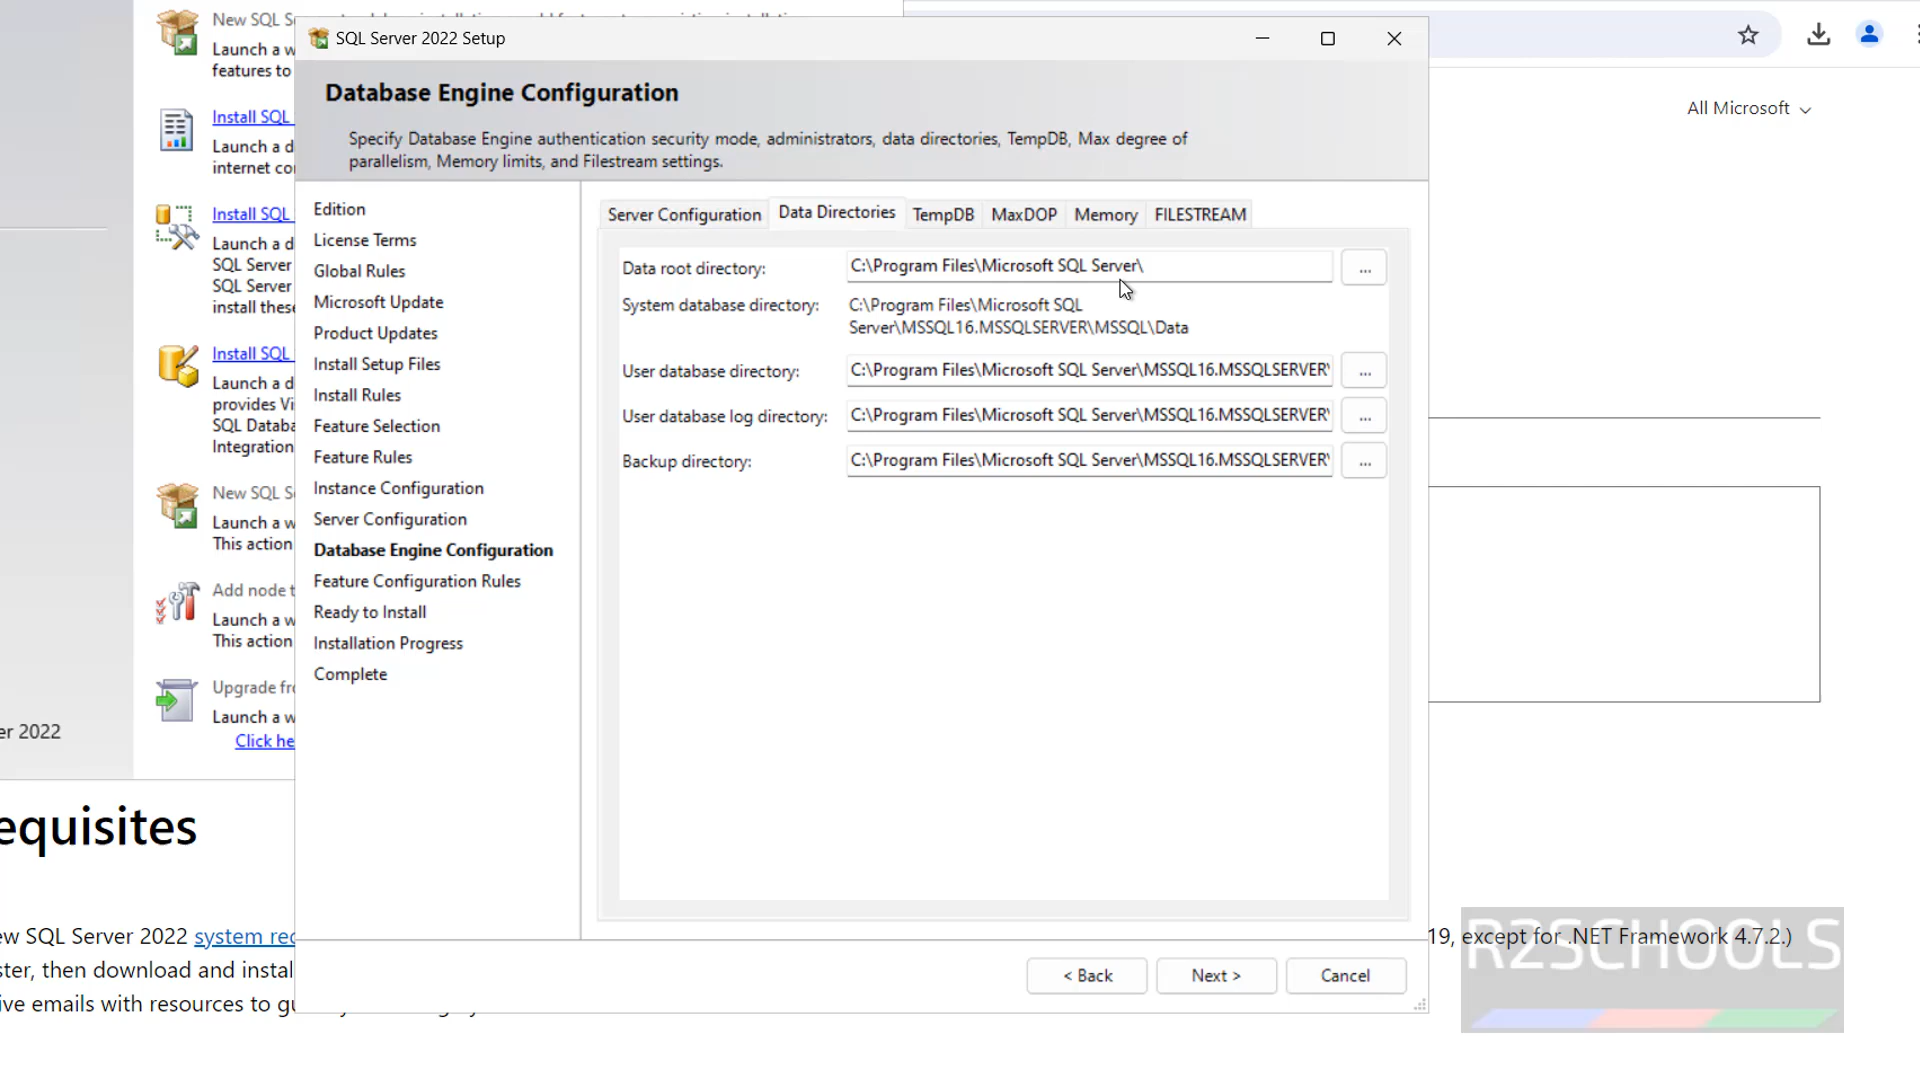 New SQL S
Launch a w
features to
Install SQL
Launch a d
internet co
Install SQL
Launch a d
SQL Server
SQL Server
install these
Install SQL
Launch a d
provides Vi
SQL Databa
Integration
New SQL S
Launch a w
This action
Add node t
Launch a w
This action
Upgrade fr
Launch a w
Click he
er 2022
SQL Server 2022 Setup
Database Engine Configuration
Specify Database Engine authentication security mode, administrators, data directories, TempDB, Max degree of
parallelism, Memory limits, and Filestream settings.
Edition
License Terms
Global Rules
Microsoft Update
Product Updates
Install Setup Files
Install Rules
Feature Selection
Feature Rules
Instance Configuration
Server Configuration
Database Engine Configuration
Feature Configuration Rules
Ready to Install
Installation Progress
Complete
Server Configuration Data Directories TempDB MaxDOP Memory FILESTREAM
Data root directory: C:\Program Files\Microsoft SQL Server\ ...
System database directory: C:\Program Files\Microsoft SQL
Server\MSSQL16.MSSQLSERVER\MSSQL\Data
User database directory: C:\Program Files\Microsoft SQL Server\MSSQL16.MSSQLSERVER\ ...
User database log directory: C:\Program Files\Microsoft SQL Server\MSSQL16.MSSQLSERVER\ ...
Backup directory: C:\Program Files\Microsoft SQL Server\MSSQL16.MSSQLSERVER\ ...
< Back Next > Cancel
All Microsoft
equisites
ew SQL Server 2022 system rec
19, except for .NET Framework 4.7.2.)
ster, then download and instal
ive emails with resources to gu
R2SCHOOLS